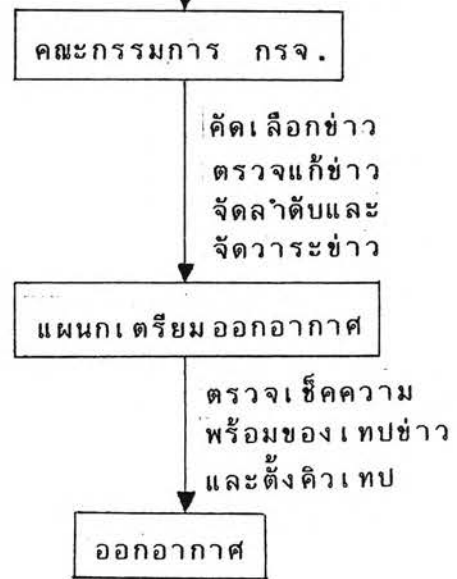 คณะกรรมการ กรจ.
คัดเลือกข่าว
ตรวจแก้ข่าว
จัดลำดับและ
จัดวาระข่าว
แผนกเตรียมออกอากาศ
ตรวจเช็คความ
พร้อมของเทปข่าว
และตั้งคิวเทป
ออกอากาศ